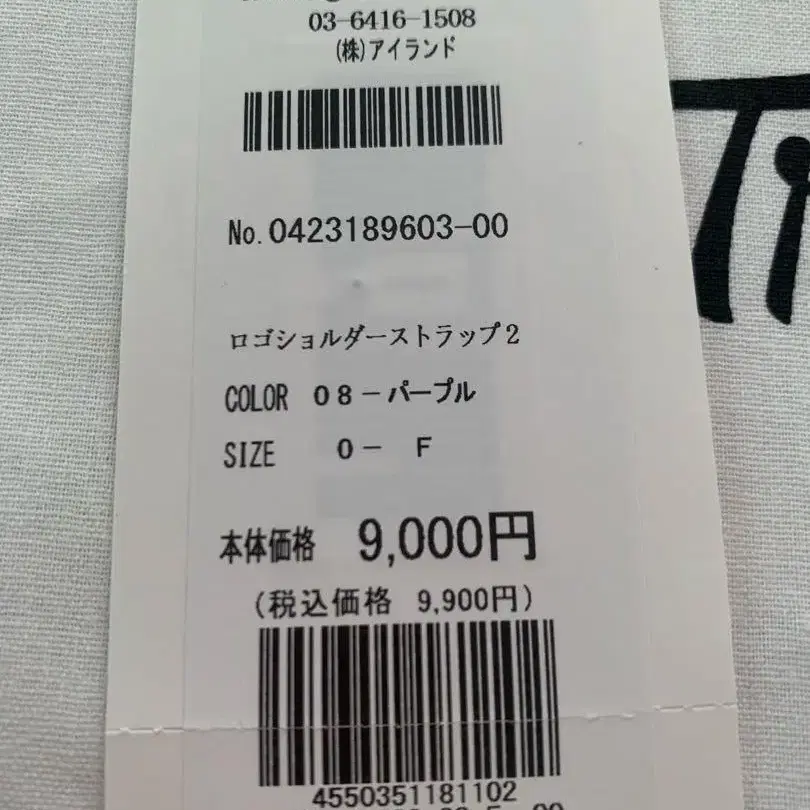 03-6416-1508
(株)アイランド
No.0423189603-00
ロゴショルダーストラップ2
COLOR 08-パープル
SIZE 0- F
本体価格 9,000円
(税込価格 9,900円)
4550351181102